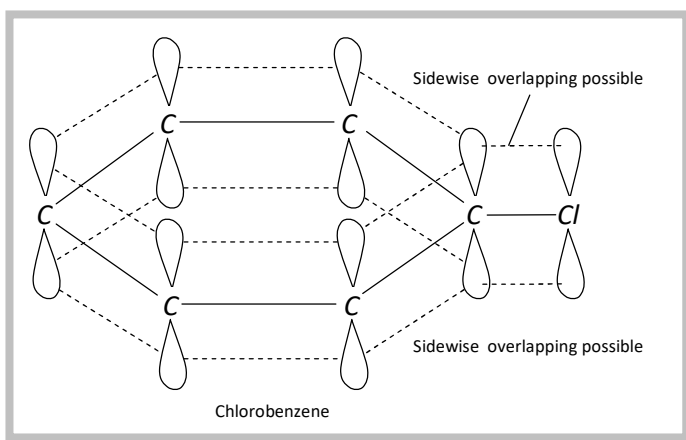 Sidewise overlapping possible
C C
C C Cl
C C
Sidewise overlapping possible
Chlorobenzene